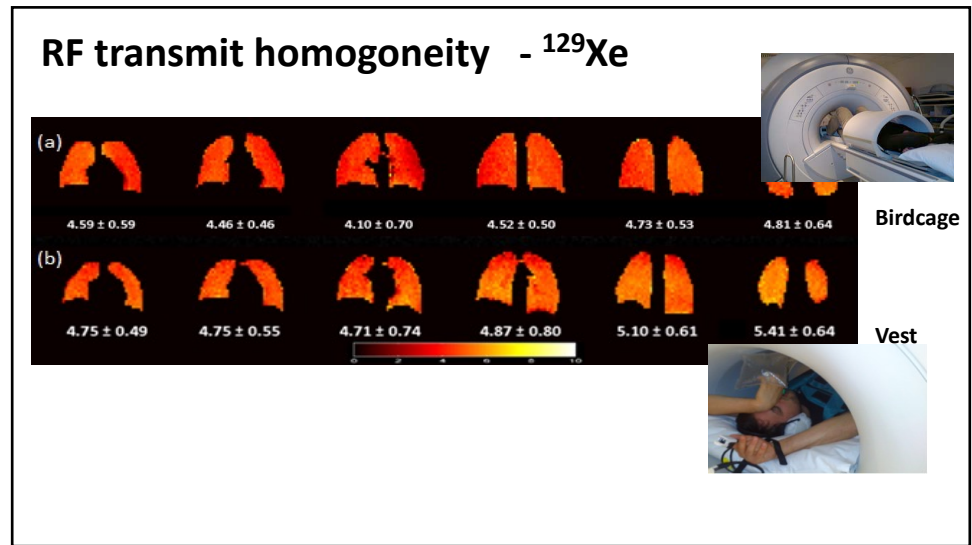 RF transmit homogoneity - ¹²⁹Xe
(a)
4.59 ± 0.59 4.46 ± 0.46 4.10 ± 0.70 4.52 ± 0.50 4.73 ± 0.53 4.81 ± 0.64
Birdcage
(b)
4.75 ± 0.49 4.75 ± 0.55 4.71 ± 0.74 4.87 ± 0.80 5.10 ± 0.61 5.41 ± 0.64
Vest
0 2 4 6 8 10